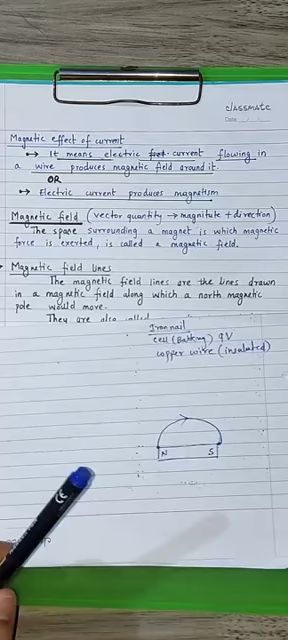 classmate
Date
Magnetic effect of current
↦ It means electric current flowing in
a wire produces magnetic field around it.
OR
↦ Electric current produces magnetism
Magnetic field (vector quantity → magnitute + direction)
The space surrounding a magnet is which magnetic
force is exerted, is called a magnetic field.
Magnetic field lines
The magnetic field lines are the lines drawn
in a magnetic field along which a north magnetic
pole would move.
They are also called
Iron nail
cell (Battery) 9V
copper wire (insulated)
N S
CE